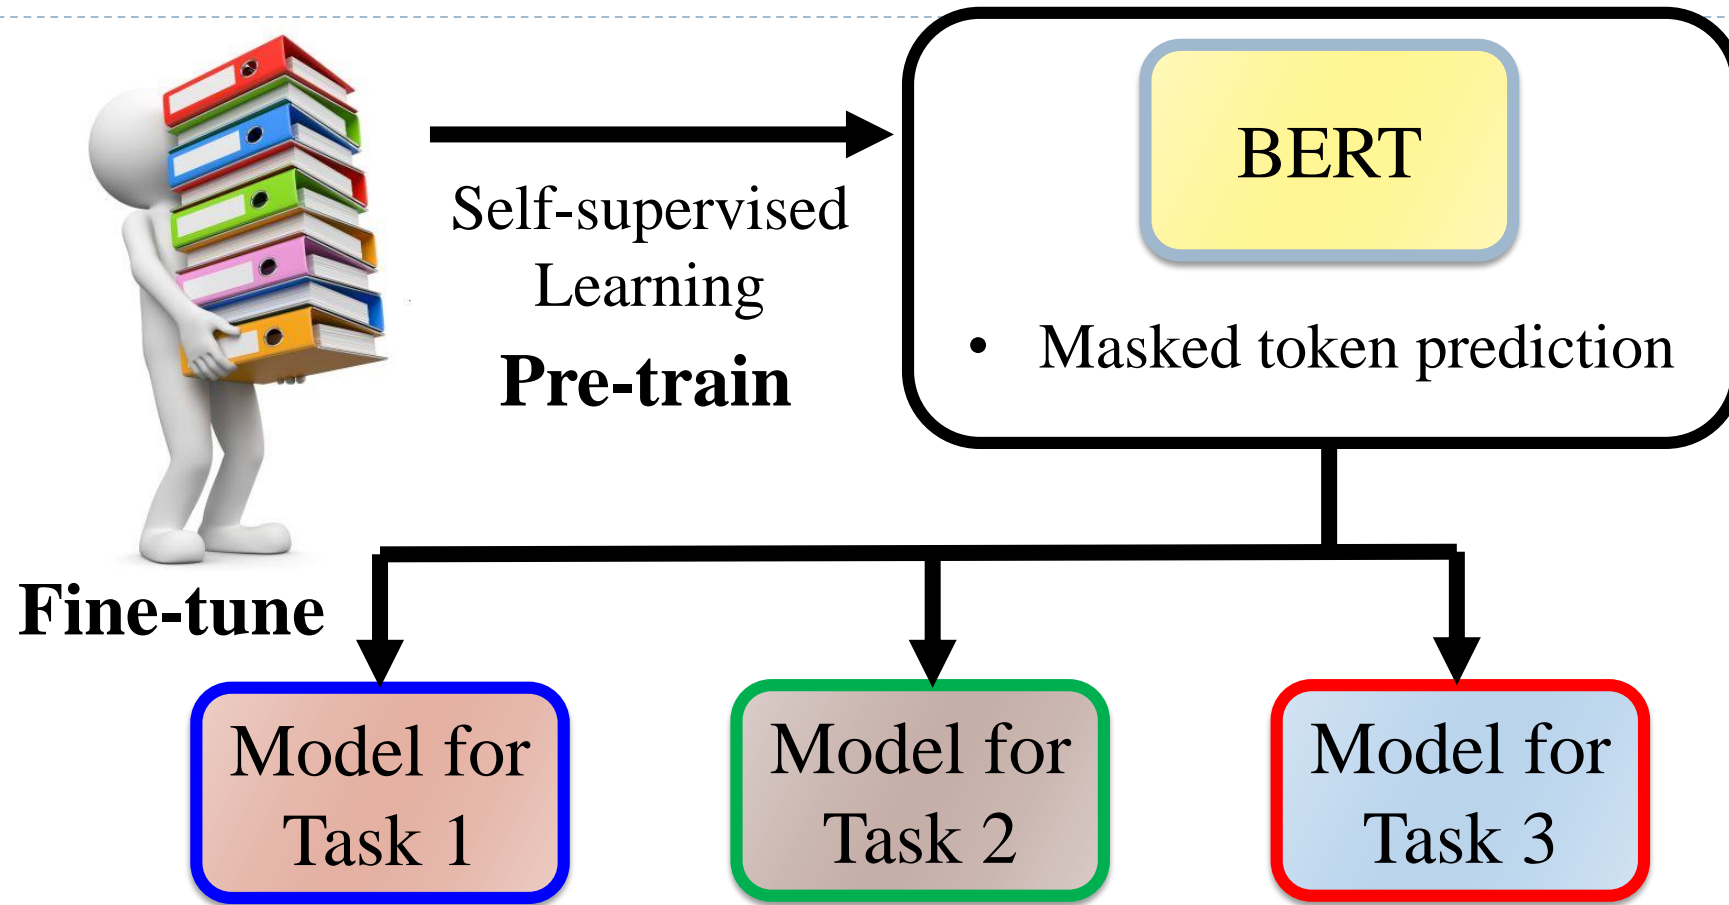 BERT
Self-supervised
Learning
Pre-train
• Masked token prediction
Fine-tune
Model for
Task 1
Model for
Task 2
Model for
Task 3